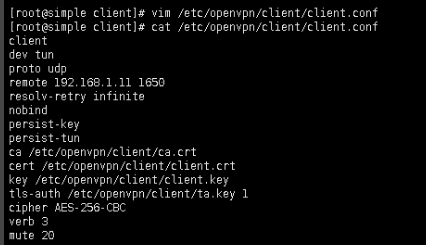 [root@simple client]# vim /etc/openvpn/client/client.conf
[root@simple client]# cat /etc/openvpn/client/client.conf
client
dev tun
proto udp
remote 192.168.1.11 1650
resolv-retry infinite
nobind
persist-key
persist-tun
ca /etc/openvpn/client/ca.crt
cert /etc/openvpn/client/client.crt
key /etc/openvpn/client/client.key
tls-auth /etc/openvpn/client/ta.key 1
cipher AES-256-CBC
verb 3
mute 20